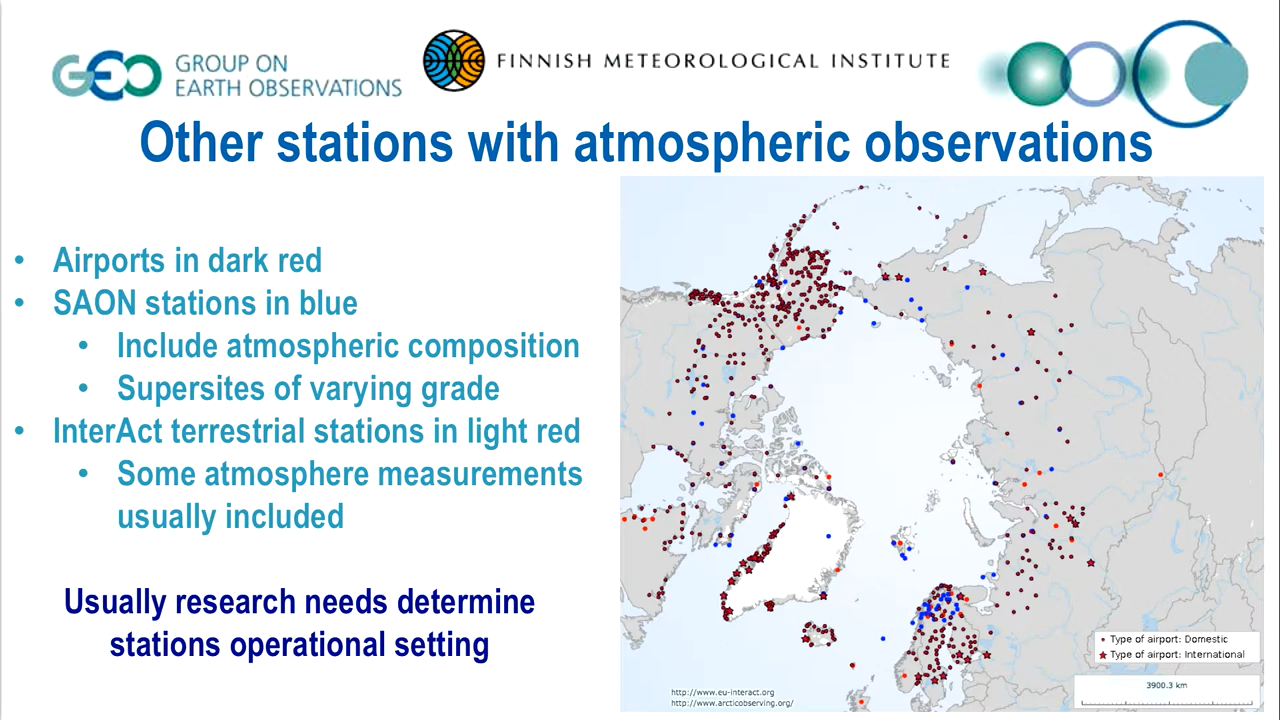 GROUP ON
EARTH OBSERVATIONS
GEO
FINNISH METEOROLOGICAL INSTITUTE
Other stations with atmospheric observations
• Airports in dark red
• SAON stations in blue
• Include atmospheric composition
• Supersites of varying grade
• InterAct terrestrial stations in light red
• Some atmosphere measurements
usually included
Usually research needs determine
stations operational setting
Type of airport: Domestic
Type of airport: International
3900.3 km
http://www.eu-interact.org
http://www.arcticobserving.org/